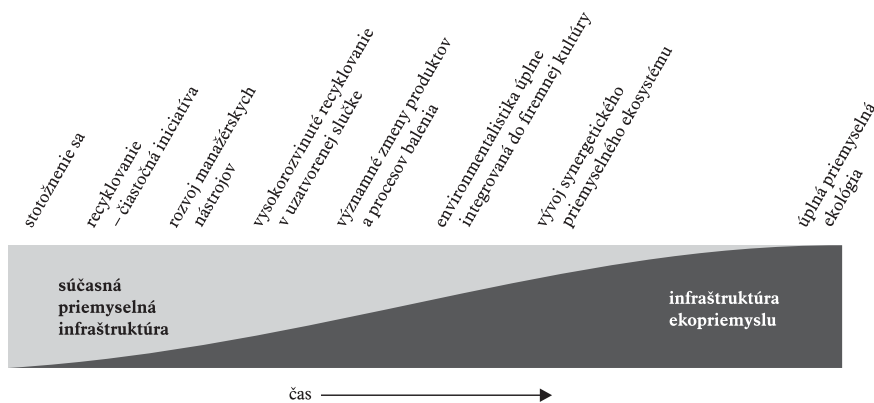 stotožnenie sa
recyklovanie
– čiastočná iniciatíva
rozvoj manažérskych
nástrojov
vysokorozvinuté recyklovanie
v uzatvorenej slučke
významné zmeny produktov
a procesov balenia
environmentalistika úplne
integrovaná do firemnej kultúry
vývoj synergetického
priemyselného ekosystému
úplná priemyselná
ekológia
súčasná
priemyselná
infraštruktúra
infraštruktúra
ekopriemyslu
čas